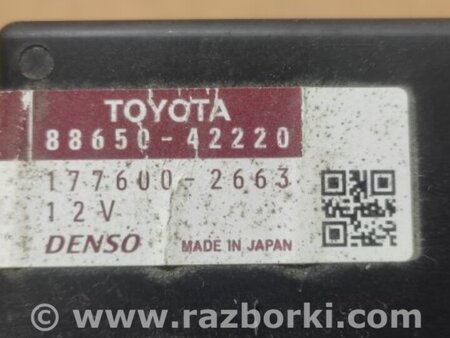 TOYOTA
88650-42220
177600-2663
12V
DENSO MADE IN JAPAN
© www.razborki.com